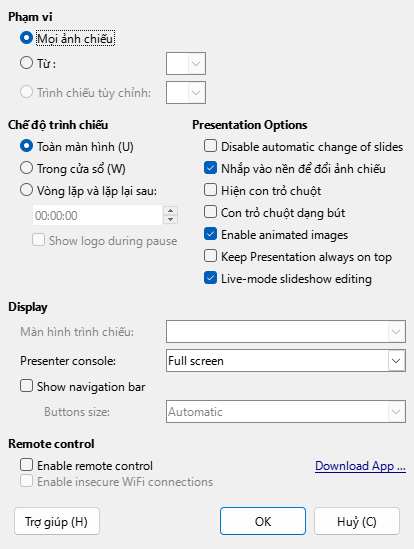 Phạm vi
Mọi ảnh chiếu
Từ :
Trình chiếu tùy chỉnh:
Chế độ trình chiếu
Toàn màn hình (U)
Trong cửa sổ (W)
Vòng lặp và lặp lại sau:
00:00:00
Show logo during pause
Presentation Options
Disable automatic change of slides
Nhắp vào nền để đổi ảnh chiếu
Hiện con trỏ chuột
Con trỏ chuột dạng bút
Enable animated images
Keep Presentation always on top
Live-mode slideshow editing
Display
Màn hình trình chiếu:
Presenter console: Full screen
Show navigation bar
Buttons size: Automatic
Remote control
Enable remote control Download App ...
Enable insecure WiFi connections
Trợ giúp (H) OK Huỷ (C)